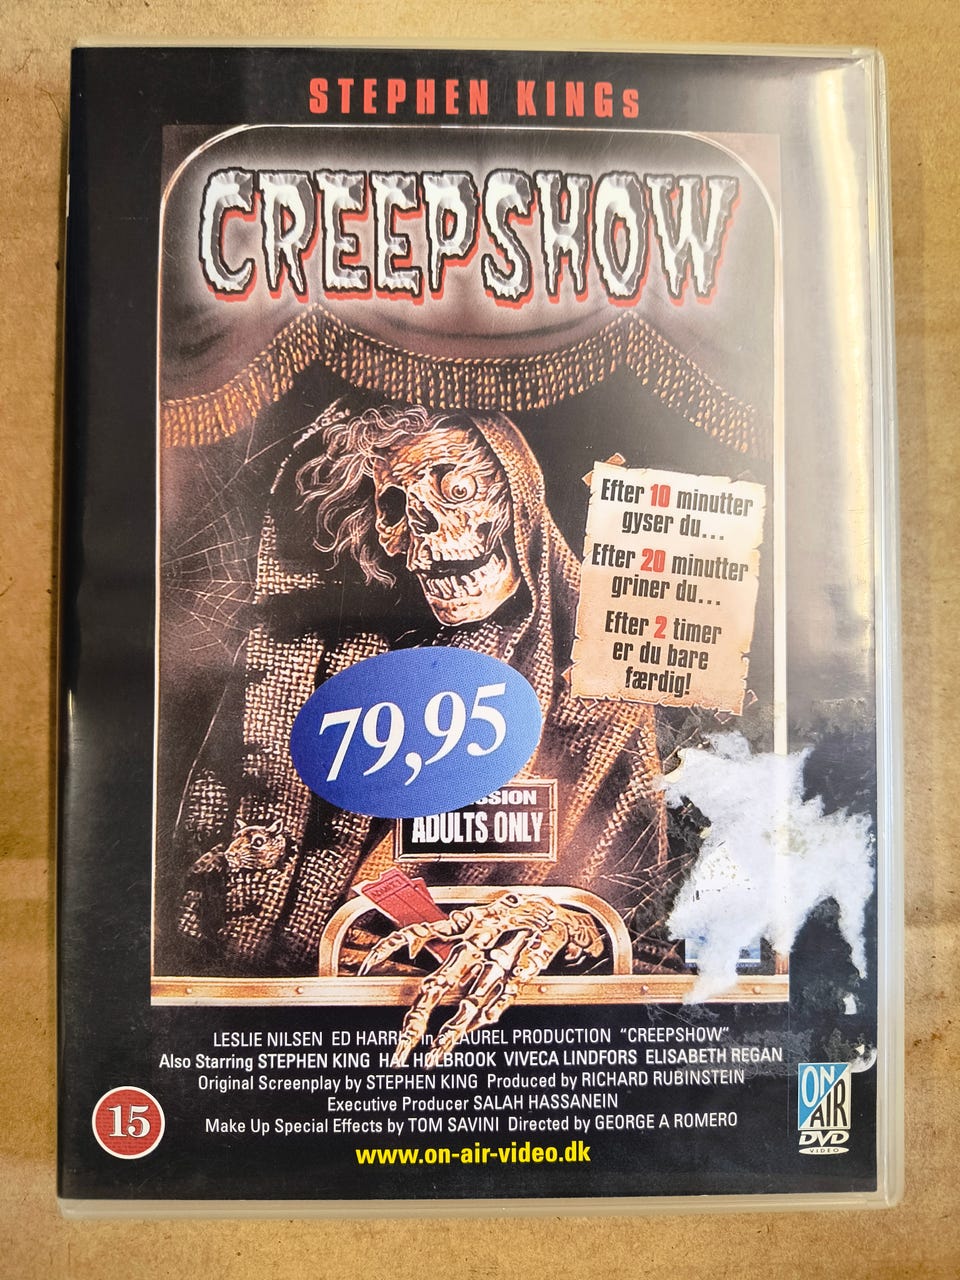 STEPHEN KINGs
CREEPSHOW
Efter 10 minutter
gyser du...
Efter 20 minutter
griner du...
Efter 2 timer
er du bare
færdig!
79,95
SSION
ADULTS ONLY
LESLIE NILSEN ED HARRIS in a LAUREL PRODUCTION “CREEPSHOW”
Also Starring STEPHEN KING HAL HOLBROOK VIVECA LINDFORS ELISABETH REGAN
Original Screenplay by STEPHEN KING Produced by RICHARD RUBINSTEIN
Executive Producer SALAH HASSANEIN
Make Up Special Effects by TOM SAVINI Directed by GEORGE A ROMERO
www.on-air-video.dk
15
ON
AIR
DVD
VIDEO